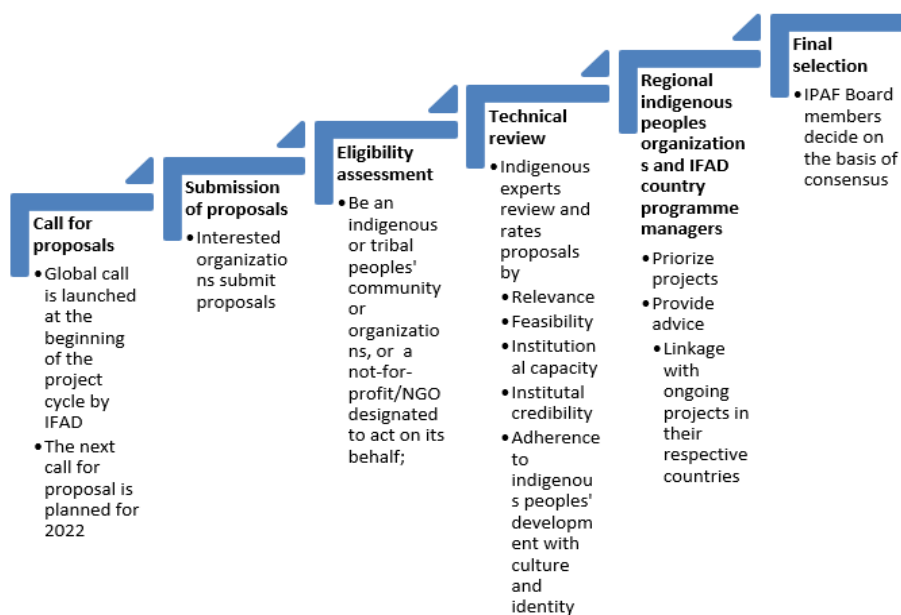 Call for
proposals
•Global call
is launched
at the
beginning
of the
project
cycle by
IFAD
•The next
call for
proposal is
planned for
2022
Submission
of proposals
•Interested
organizatio
ns submit
proposals
Eligibility
assessment
•Be an
indigenous
or tribal
peoples'
community
or
organizatio
ns, or a
not-for-
profit/NGO
designated
to act on its
behalf;
Technical
review
•Indigenous
experts
review and
rates
proposals
by
•Relevance
•Feasibility
•Institution
al capacity
•Institutal
credibility
•Adherence
to
indigenou
s peoples'
developm
ent with
culture
and
identity
Regional
indigenous
peoples
organization
s and IFAD
country
programme
managers
•Priorize
projects
•Provide
advice
•Linkage
with
ongoing
projects in
their
respective
countries
Final
selection
•IPAF Board
members
decide on
the basis of
consensus